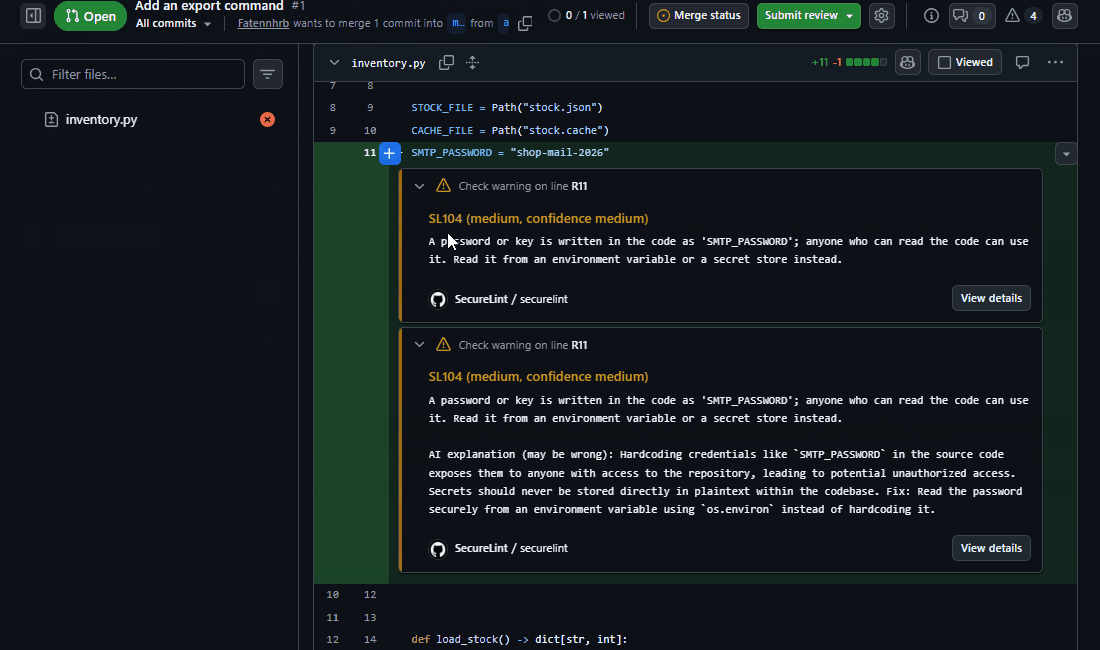 Open
Add an export command #1
All commits
Fatennhrb wants to merge 1 commit into m... from a
0 / 1 viewed
Merge status
Submit review
0
4
Filter files...
inventory.py
inventory.py
+11 -1
Viewed
7 8
8 9 STOCK_FILE = Path("stock.json")
9 10 CACHE_FILE = Path("stock.cache")
11 SMTP_PASSWORD = "shop-mail-2026"
Check warning on line R11
SL104 (medium, confidence medium)
A password or key is written in the code as 'SMTP_PASSWORD'; anyone who can read the code can use
it. Read it from an environment variable or a secret store instead.
SecureLint / securelint
View details
Check warning on line R11
SL104 (medium, confidence medium)
A password or key is written in the code as 'SMTP_PASSWORD'; anyone who can read the code can use
it. Read it from an environment variable or a secret store instead.
AI explanation (may be wrong): Hardcoding credentials like `SMTP_PASSWORD` in the source code
exposes them to anyone with access to the repository, leading to potential unauthorized access.
Secrets should never be stored directly in plaintext within the codebase. Fix: Read the password
securely from an environment variable using `os.environ` instead of hardcoding it.
SecureLint / securelint
View details
10 12
11 13
12 14 def load_stock() -> dict[str, int]: